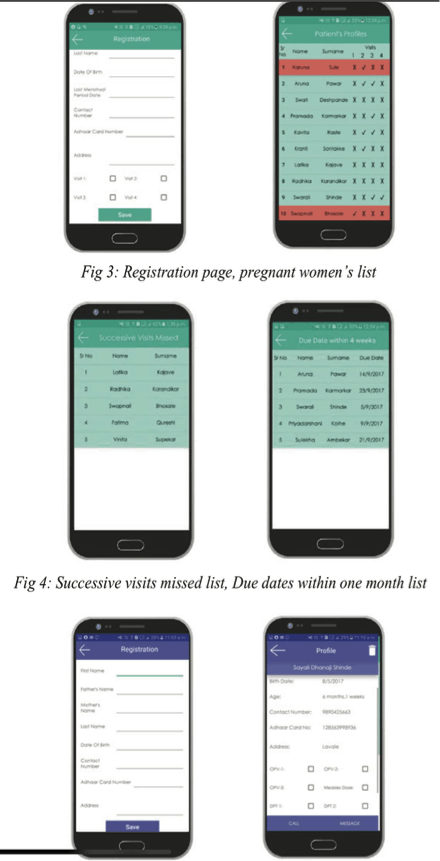 Registration
Last Name
Date Of Birth
Last Menstrual
Period Date
Contact
Number
Adhaar Card Number
Address
Visit 1
Visit 2
Visit 3
Visit 4
Save
Patient's Profiles
Sr No Name Surname Visits
1 2 3 4
1 Sule X ✓ X X
2 Aruna Pawar X ✓ ✓ X
3 Swati Deshpande X X X X
4 Pramada Karmarkar X X X X
5 Kavita Raste X ✓ ✓ X
6 Kranti Sontakke X ✓ X X
7 Latika Kajave X X X X
8 Radhika Karandikar X X X X
9 Swarali Shinde X ✓ ✓ X
10 Swapnali Bhosale ✓ X X X
Fig 3: Registration page, pregnant women's list
Successive Visits Missed
Sr No Name Surname
1 Latika Kajave
2 Radhika Karandikar
3 Swapnali Bhosale
4 Fatima Qureshi
5 Vinita Supekar
Due Date within 4 weeks
Sr No Name Surname Due Date
1 Aruna Pawar 14/9/2017
2 Pramada Karmarkar 25/9/2017
3 Swarali Shinde 5/9/2017
4 Priyadarshani Kothe 9/9/2017
5 Sulekha Ambekar 21/9/2017
Fig 4: Successive visits missed list, Due dates within one month list
Registration
First Name
Father's Name
Mother's
Name
Last Name
Date Of Birth
Contact
Number
Adhaar Card Number
Address
Save
Profile
Sayali Dhanaji Shinde
Birth Date: 8/5/2017
Age: 6 months,1 weeks
Contact Number: 9890425663
Adhaar Card No:
Address: Lavale
OPV 1:
OPV 2:
OPV 3:
Measles Dose:
DPT 1:
DPT 2:
CALL
MESSAGE